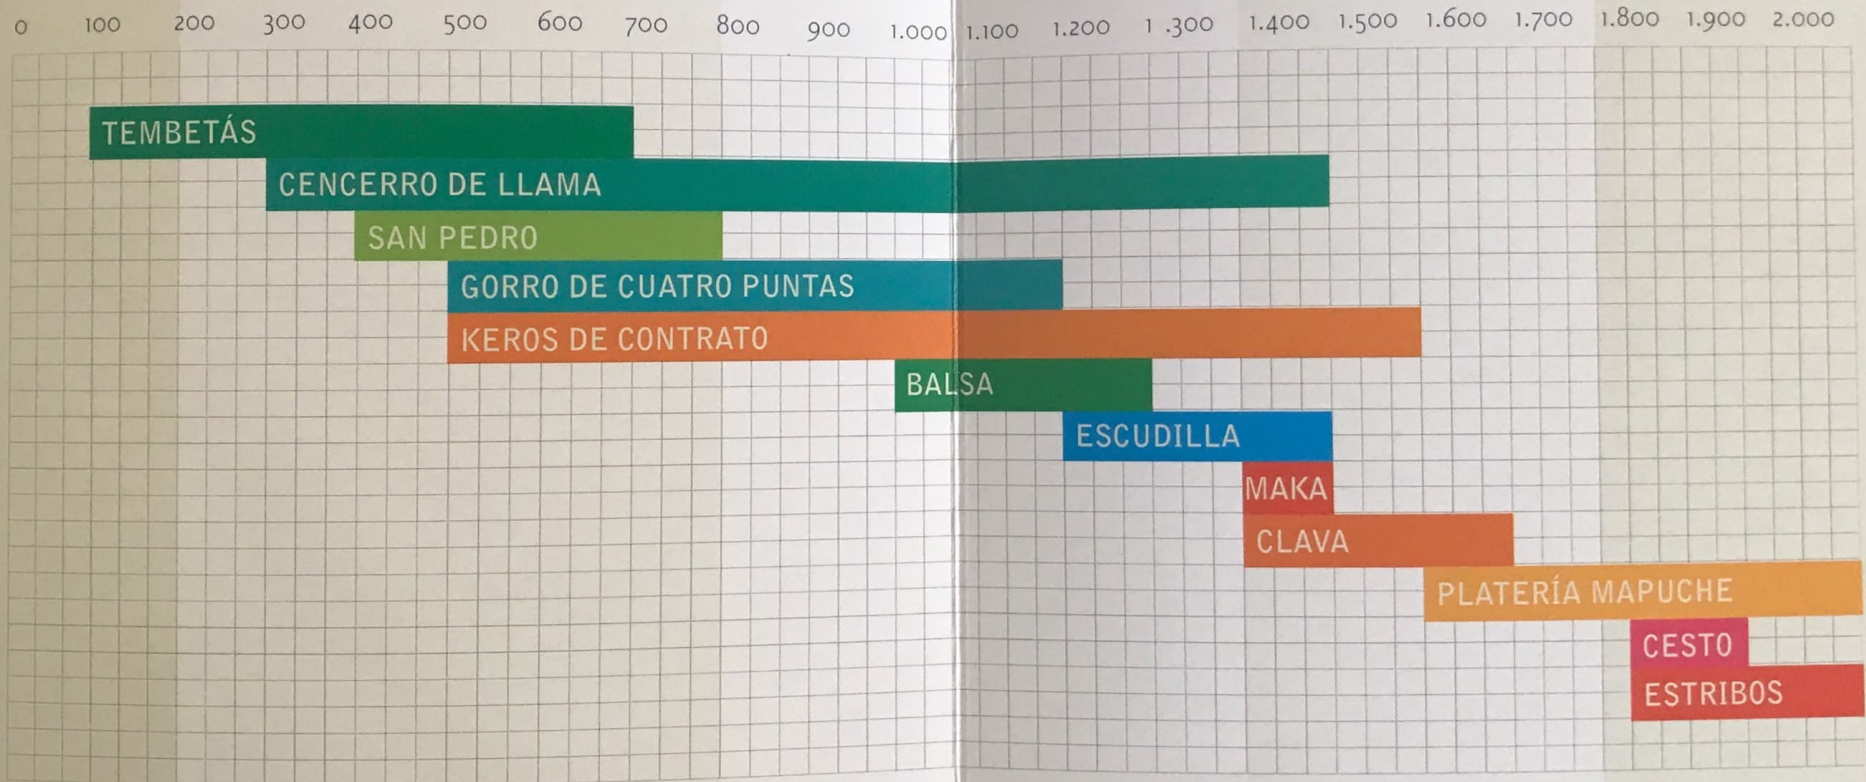 0 100 200 300 400 500 600 700 800 900 1.000 1.100 1.200 1 .300 1.400 1.500 1.600 1.700 1.800 1.900 2.000
TEMBETÁS
CENCERRO DE LLAMA
SAN PEDRO
GORRO DE CUATRO PUNTAS
KEROS DE CONTRATO
BALSA
ESCUDILLA
MAKA
CLAVA
PLATERÍA MAPUCHE
CESTO
ESTRIBOS